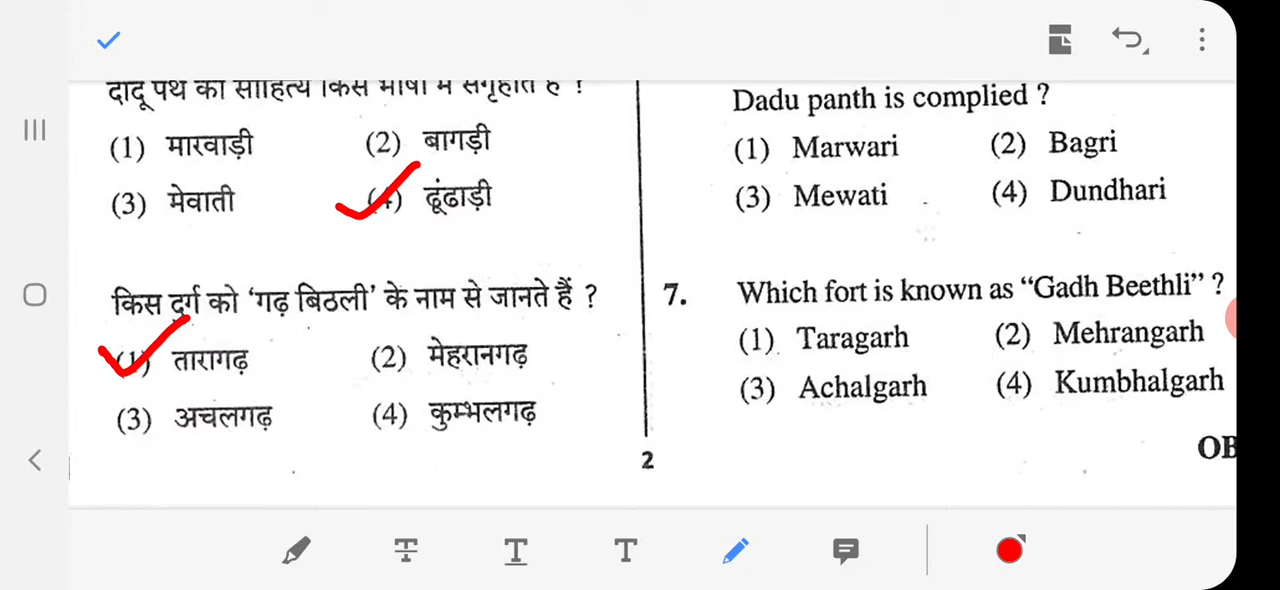 दादू पंथ का साहित्य किस भाषा में संगृहीत है ?
(1) मारवाड़ी (2) बागड़ी
(3) मेवाती (4) ढूंढाड़ी
किस दुर्ग को ‘गढ़ बिठली’ के नाम से जानते हैं ?
(1) तारागढ़ (2) मेहरानगढ़
(3) अचलगढ़ (4) कुम्भलगढ़
Dadu panth is complied ?
(1) Marwari (2) Bagri
(3) Mewati (4) Dundhari
7. Which fort is known as “Gadh Beethli” ?
(1) Taragarh (2) Mehrangarh
(3) Achalgarh (4) Kumbhalgarh
2
OB